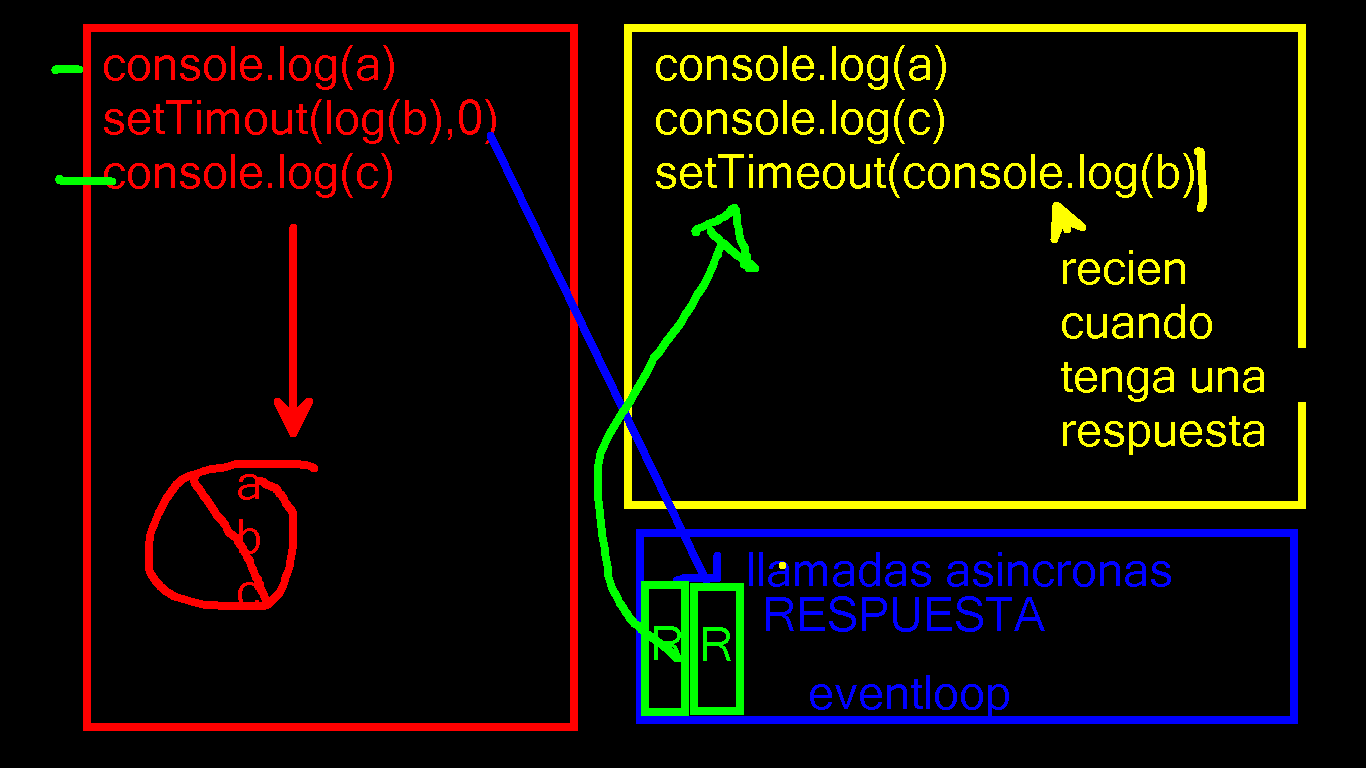 console.log(a)
setTimout(log(b),0)
console.log(c)
a
b
c
console.log(a)
console.log(c)
setTimeout(console.log(b))
recien
cuando
tenga una
respuesta
llamadas asincronas
RESPUESTA
R R
eventloop